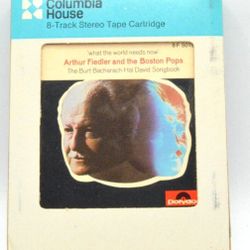 Columbia
House
8-Track Stereo Tape Cartridge
'what the world needs now'
Arthur Fiedler and the Boston Pops
The Burt Bacharach-Hal David Songbook
polydor